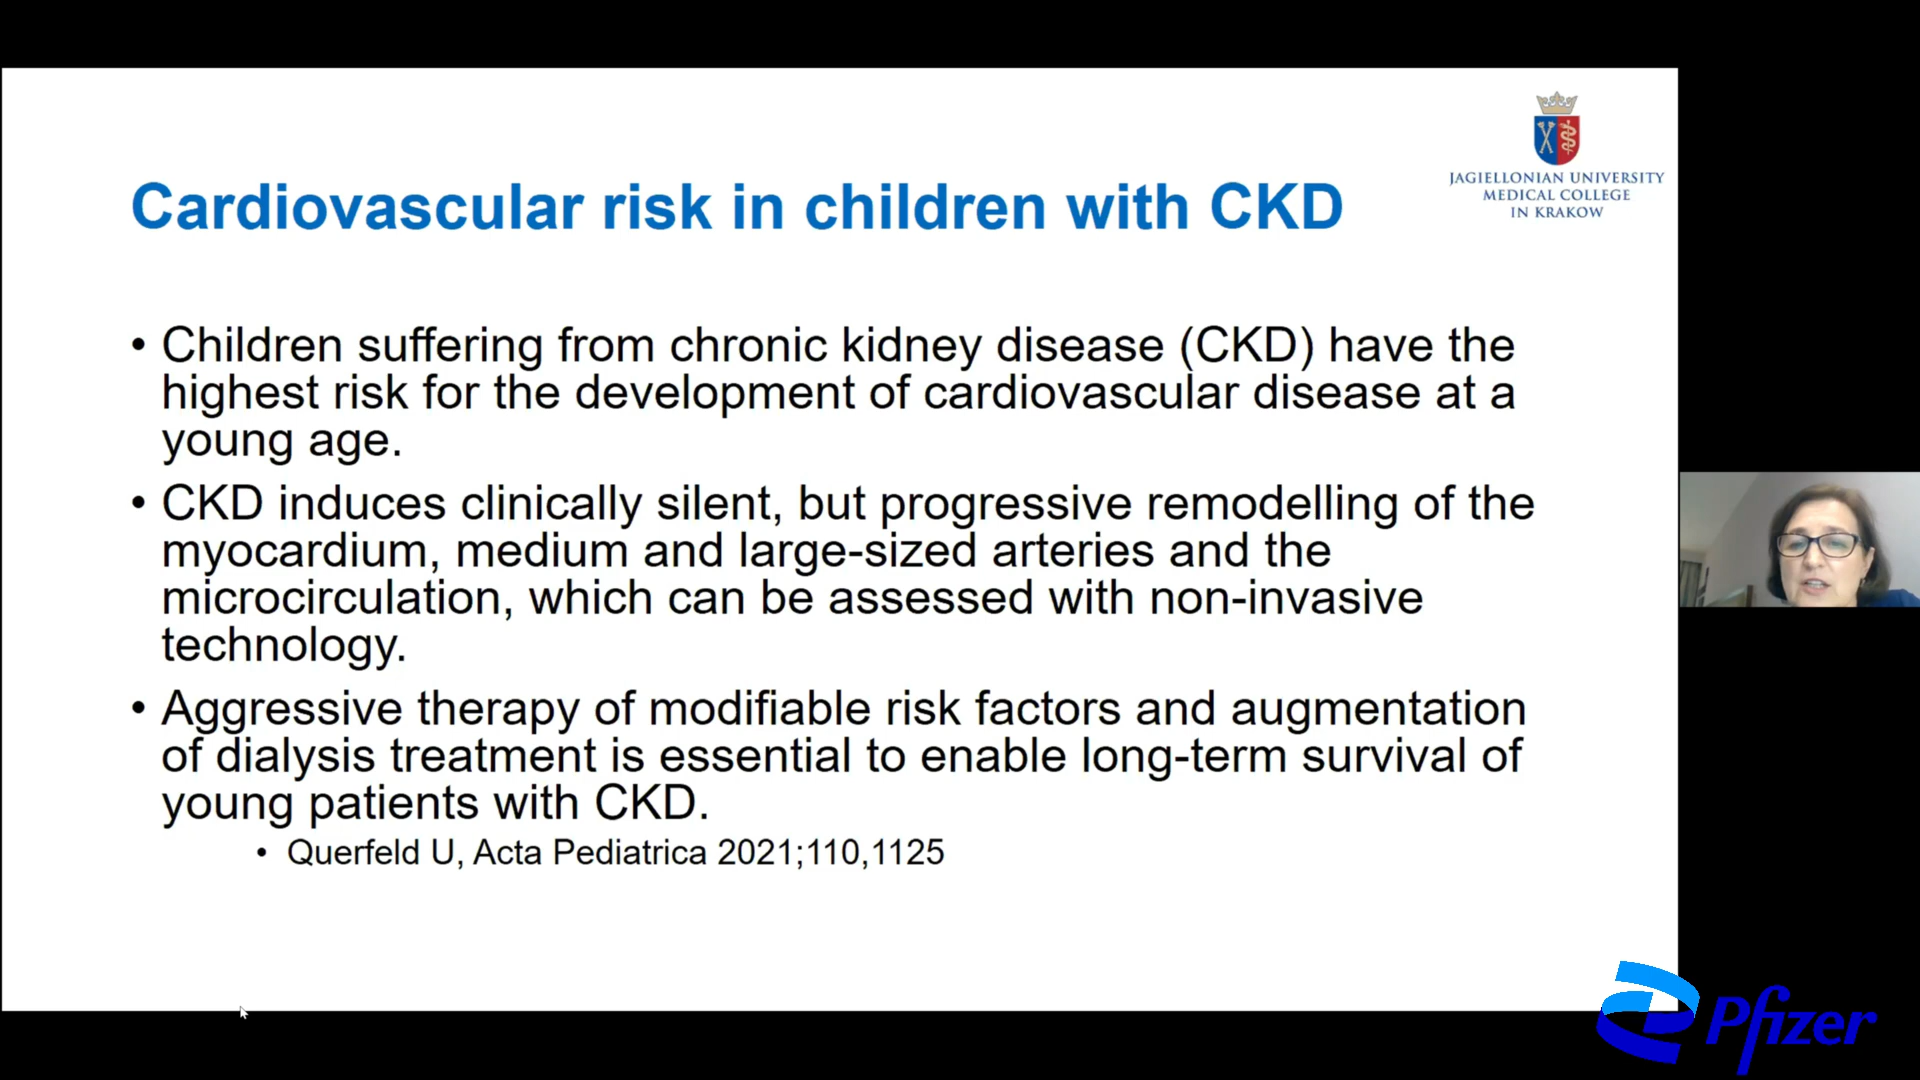 JAGIELLONIAN UNIVERSITY
MEDICAL COLLEGE
IN KRAKOW
Cardiovascular risk in children with CKD
• Children suffering from chronic kidney disease (CKD) have the
highest risk for the development of cardiovascular disease at a
young age.
• CKD induces clinically silent, but progressive remodelling of the
myocardium, medium and large-sized arteries and the
microcirculation, which can be assessed with non-invasive
technology.
• Aggressive therapy of modifiable risk factors and augmentation
of dialysis treatment is essential to enable long-term survival of
young patients with CKD.
• Querfeld U, Acta Pediatrica 2021;110,1125
Pfizer